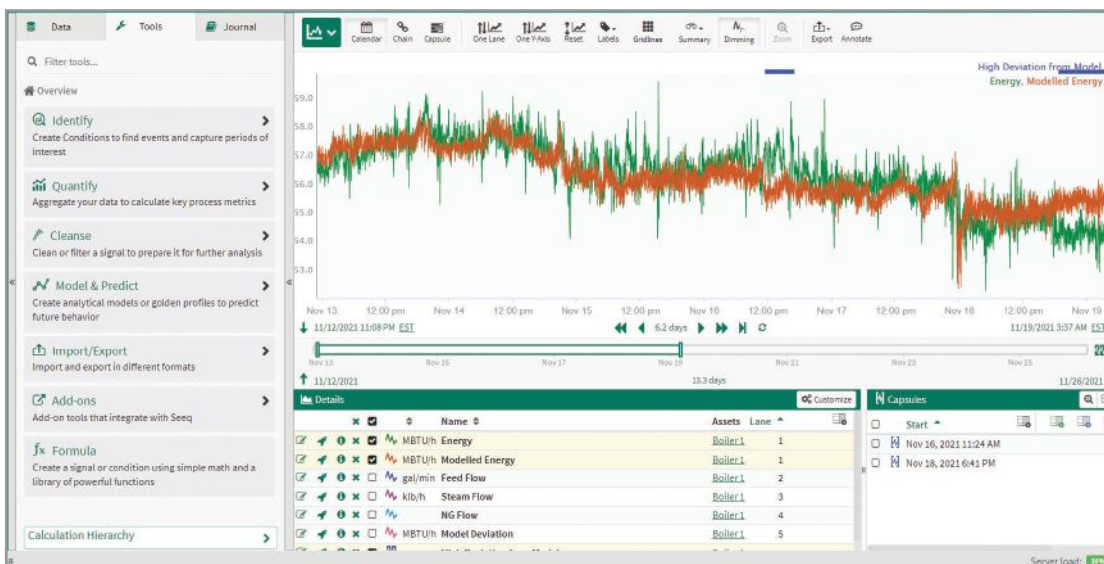 Data Tools Journal
Filter tools...
Overview
Identify
Create Conditions to find events and capture periods of
interest
Quantify
Aggregate your data to calculate key process metrics
Cleanse
Clean or filter a signal to prepare it for further analysis
Model & Predict
Create analytical models or golden profiles to predict
future behavior
Import/Export
Import and export in different formats
Add-ons
Add-on tools that integrate with Seeq
fx Formula
Create a signal or condition using simple math and a
library of powerful functions
Calculation Hierarchy
Calendar Chain Capsule One Lane One Y-Axis Reset Labels Gridlines Summary Dimming Zoom Export Annotate
High Deviation from Model
Energy, Modelled Energy
59.0
58.0
57.0
56.0
55.0
54.0
53.0
Nov 13 12:00 pm Nov 14 12:00 pm Nov 15 12:00 pm Nov 16 12:00 pm Nov 17 12:00 pm Nov 18 12:00 pm Nov 19
11/12/2021 11:08 PM EST 6.2 days 11/19/2021 3:37 AM EST
Nov 13 Nov 15 Nov 17 Nov 19 Nov 21 Nov 23 Nov 25
11/12/2021 13.3 days 11/26/2021
Details Customize
Name Assets Lane
MBTU/h Energy Boiler1 1
MBTU/h Modelled Energy Boiler1 1
gal/min Feed Flow Boiler1 2
klb/h Steam Flow Boiler1 3
NG Flow Boiler1 4
MBTU/h Model Deviation Boiler1 5
Capsules
Start
Nov 16, 2021 11:24 AM
Nov 18, 2021 6:41 PM
Server load: